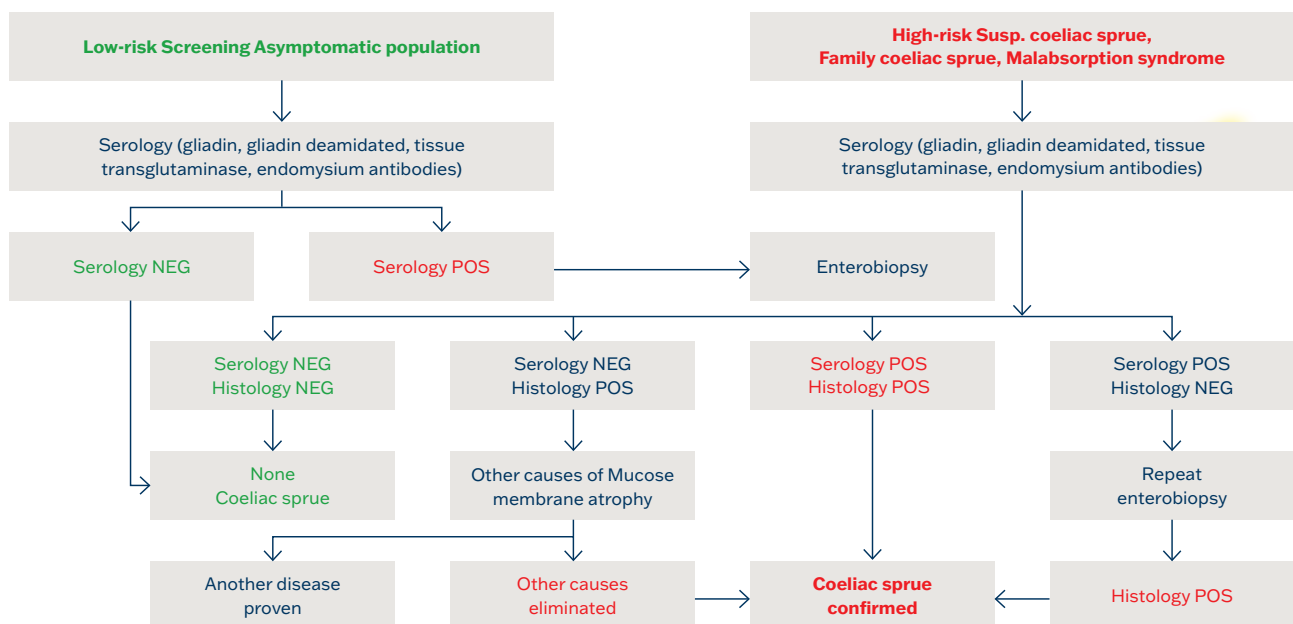 Low-risk Screening Asymptomatic population
High-risk Susp. coeliac sprue,
Family coeliac sprue, Malabsorption syndrome
Serology (gliadin, gliadin deamidated, tissue
transglutaminase, endomysium antibodies)
Serology (gliadin, gliadin deamidated, tissue
transglutaminase, endomysium antibodies)
Serology NEG
Serology POS
Enterobiopsy
Serology NEG
Histology NEG
Serology NEG
Histology POS
Serology POS
Histology POS
Serology POS
Histology NEG
None
Coeliac sprue
Other causes of Mucose
membrane atrophy
Repeat
enterobiopsy
Another disease
proven
Other causes
eliminated
Coeliac sprue
confirmed
Histology POS